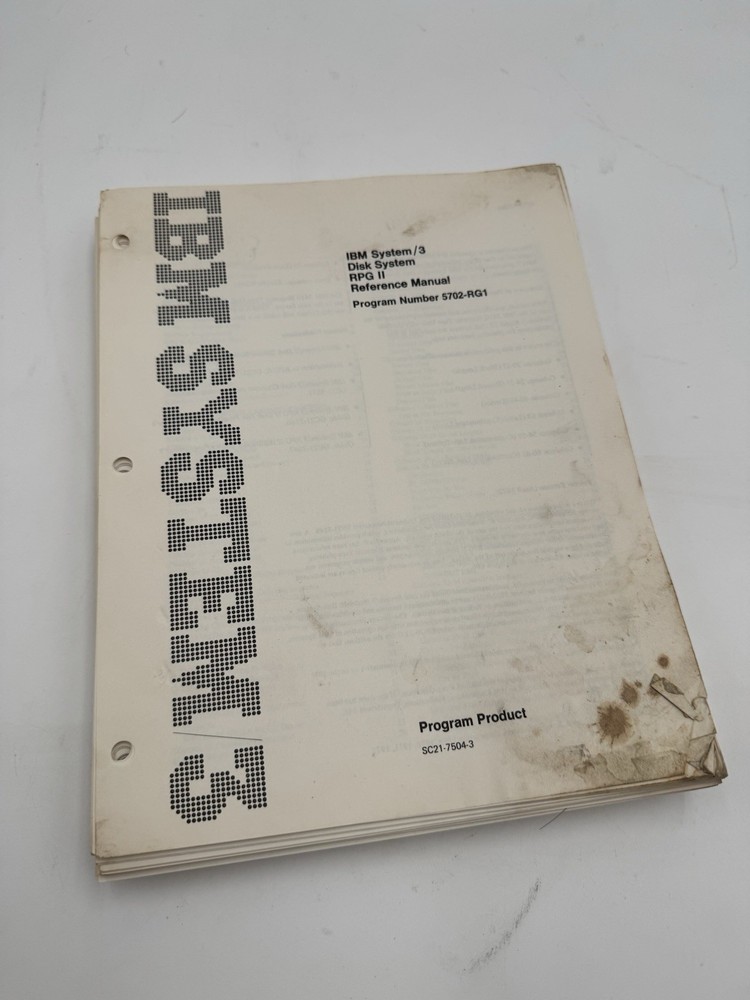 IBM SYSTEM/3
IBM System/3
Disk System
RPG II
Reference Manual
Program Number 5702-RG1
Program Product
SC21-7504-3